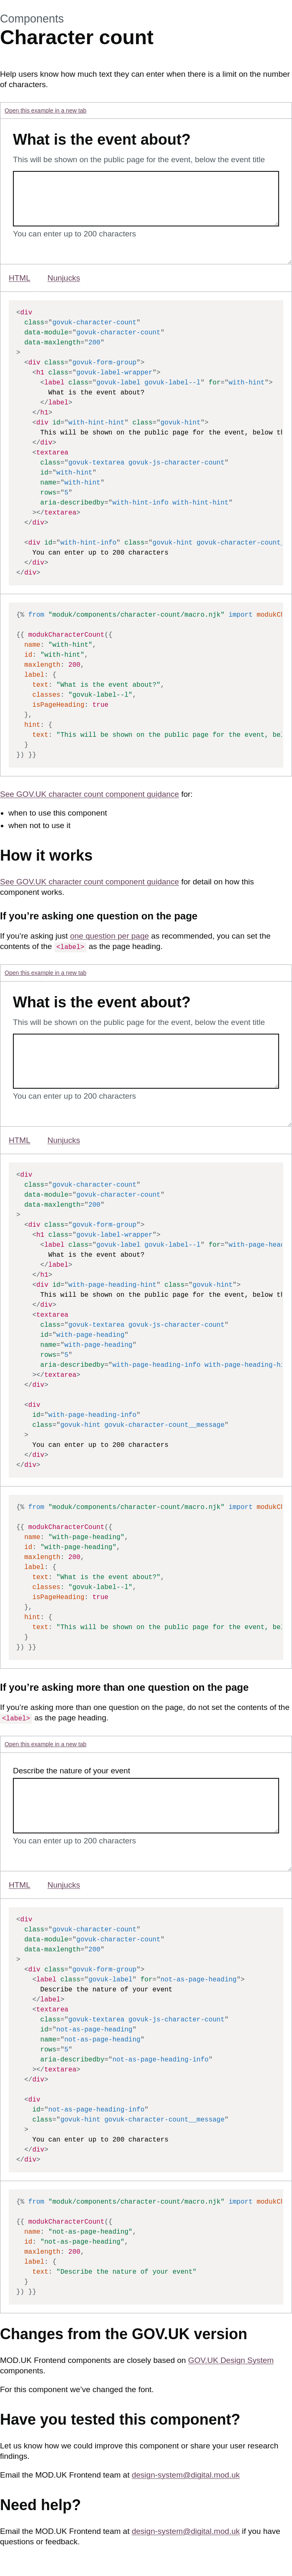 Components
Character count
Help users know how much text they can enter when there is a limit on the number
of characters.
Open this example in a new tab
What is the event about?
This will be shown on the public page for the event, below the event title
You can enter up to 200 characters
HTML Nunjucks
<div
  class="govuk-character-count"
  data-module="govuk-character-count"
  data-maxlength="200"
>
  <div class="govuk-form-group">
    <h1 class="govuk-label-wrapper">
      <label class="govuk-label govuk-label--l" for="with-hint">
        What is the event about?
      </label>
    </h1>
    <div id="with-hint-hint" class="govuk-hint">
      This will be shown on the public page for the event, below th
    </div>
    <textarea
      class="govuk-textarea govuk-js-character-count"
      id="with-hint"
      name="with-hint"
      rows="5"
      aria-describedby="with-hint-info with-hint-hint"
    ></textarea>
  </div>
  <div id="with-hint-info" class="govuk-hint govuk-character-count_
    You can enter up to 200 characters
  </div>
</div>
{% from "moduk/components/character-count/macro.njk" import modukCh
{{ modukCharacterCount({
  name: "with-hint",
  id: "with-hint",
  maxlength: 200,
  label: {
    text: "What is the event about?",
    classes: "govuk-label--l",
    isPageHeading: true
  },
  hint: {
    text: "This will be shown on the public page for the event, bel
  }
}) }}
See GOV.UK character count component guidance for:
• when to use this component
• when not to use it
How it works
See GOV.UK character count component guidance for detail on how this
component works.
If you’re asking one question on the page
If you’re asking just one question per page as recommended, you can set the
contents of the <label> as the page heading.
Open this example in a new tab
What is the event about?
This will be shown on the public page for the event, below the event title
You can enter up to 200 characters
HTML Nunjucks
<div
  class="govuk-character-count"
  data-module="govuk-character-count"
  data-maxlength="200"
>
  <div class="govuk-form-group">
    <h1 class="govuk-label-wrapper">
      <label class="govuk-label govuk-label--l" for="with-page-head
        What is the event about?
      </label>
    </h1>
    <div id="with-page-heading-hint" class="govuk-hint">
      This will be shown on the public page for the event, below th
    </div>
    <textarea
      class="govuk-textarea govuk-js-character-count"
      id="with-page-heading"
      name="with-page-heading"
      rows="5"
      aria-describedby="with-page-heading-info with-page-heading-hi
    ></textarea>
  </div>
  <div
    id="with-page-heading-info"
    class="govuk-hint govuk-character-count__message"
  >
    You can enter up to 200 characters
  </div>
</div>
{% from "moduk/components/character-count/macro.njk" import modukCh
{{ modukCharacterCount({
  name: "with-page-heading",
  id: "with-page-heading",
  maxlength: 200,
  label: {
    text: "What is the event about?",
    classes: "govuk-label--l",
    isPageHeading: true
  },
  hint: {
    text: "This will be shown on the public page for the event, bel
  }
}) }}
If you’re asking more than one question on the page
If you’re asking more than one question on the page, do not set the contents of the
<label> as the page heading.
Open this example in a new tab
Describe the nature of your event
You can enter up to 200 characters
HTML Nunjucks
<div
  class="govuk-character-count"
  data-module="govuk-character-count"
  data-maxlength="200"
>
  <div class="govuk-form-group">
    <label class="govuk-label" for="not-as-page-heading">
      Describe the nature of your event
    </label>
    <textarea
      class="govuk-textarea govuk-js-character-count"
      id="not-as-page-heading"
      name="not-as-page-heading"
      rows="5"
      aria-describedby="not-as-page-heading-info"
    ></textarea>
  </div>
  <div
    id="not-as-page-heading-info"
    class="govuk-hint govuk-character-count__message"
  >
    You can enter up to 200 characters
  </div>
</div>
{% from "moduk/components/character-count/macro.njk" import modukCh
{{ modukCharacterCount({
  name: "not-as-page-heading",
  id: "not-as-page-heading",
  maxlength: 200,
  label: {
    text: "Describe the nature of your event"
  }
}) }}
Changes from the GOV.UK version
MOD.UK Frontend components are closely based on GOV.UK Design System
components.
For this component we’ve changed the font.
Have you tested this component?
Let us know how we could improve this component or share your user research
findings.
Email the MOD.UK Frontend team at design-system@digital.mod.uk
Need help?
Email the MOD.UK Frontend team at design-system@digital.mod.uk if you have
questions or feedback.